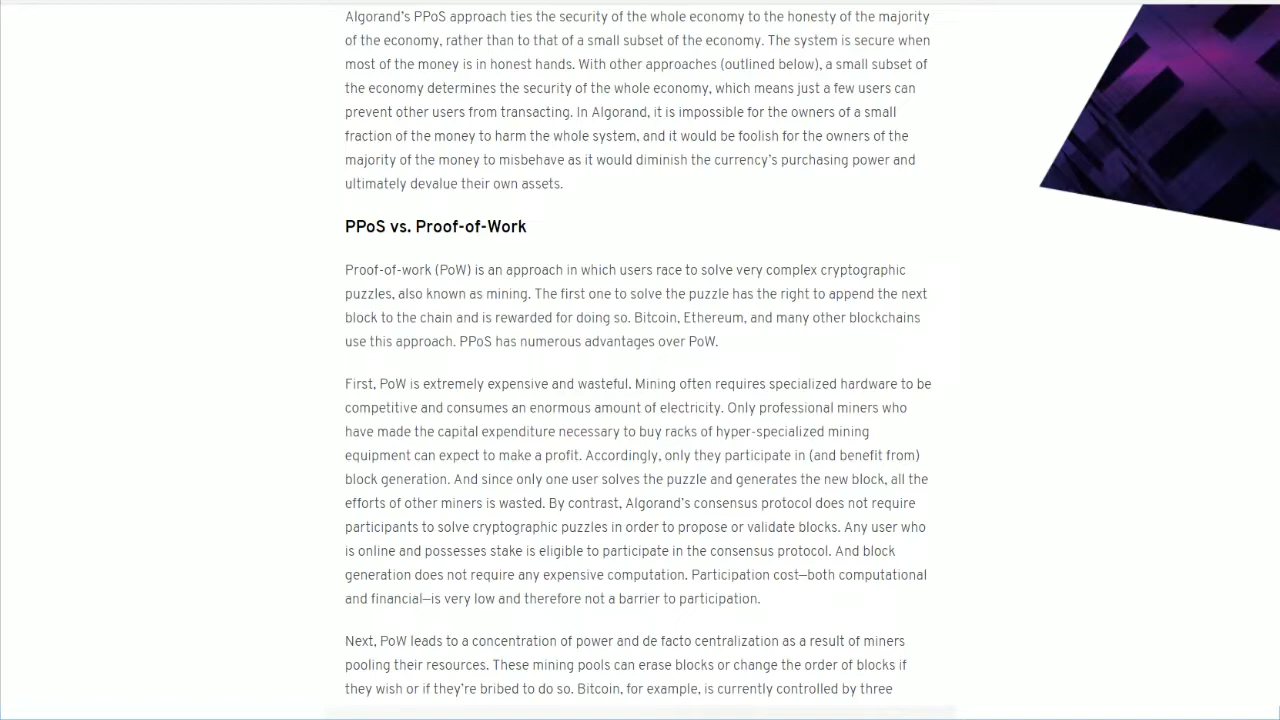 Algorand's PPoS approach ties the security of the whole economy to the honesty of the majority
of the economy, rather than to that of a small subset of the economy. The system is secure when
most of the money is in honest hands. With other approaches (outlined below), a small subset of
the economy determines the security of the whole economy, which means just a few users can
prevent other users from transacting. In Algorand, it is impossible for the owners of a small
fraction of the money to harm the whole system, and it would be foolish for the owners of the
majority of the money to misbehave as it would diminish the currency's purchasing power and
ultimately devalue their own assets.
PPoS vs. Proof-of-Work
Proof-of-work (PoW) is an approach in which users race to solve very complex cryptographic
puzzles, also known as mining. The first one to solve the puzzle has the right to append the next
block to the chain and is rewarded for doing so. Bitcoin, Ethereum, and many other blockchains
use this approach. PPoS has numerous advantages over PoW.
First, PoW is extremely expensive and wasteful. Mining often requires specialized hardware to be
competitive and consumes an enormous amount of electricity. Only professional miners who
have made the capital expenditure necessary to buy racks of hyper-specialized mining
equipment can expect to make a profit. Accordingly, only they participate in (and benefit from)
block generation. And since only one user solves the puzzle and generates the new block, all the
efforts of other miners is wasted. By contrast, Algorand's consensus protocol does not require
participants to solve cryptographic puzzles in order to propose or validate blocks. Any user who
is online and possesses stake is eligible to participate in the consensus protocol. And block
generation does not require any expensive computation. Participation cost—both computational
and financial—is very low and therefore not a barrier to participation.
Next, PoW leads to a concentration of power and de facto centralization as a result of miners
pooling their resources. These mining pools can erase blocks or change the order of blocks if
they wish or if they're bribed to do so. Bitcoin, for example, is currently controlled by three